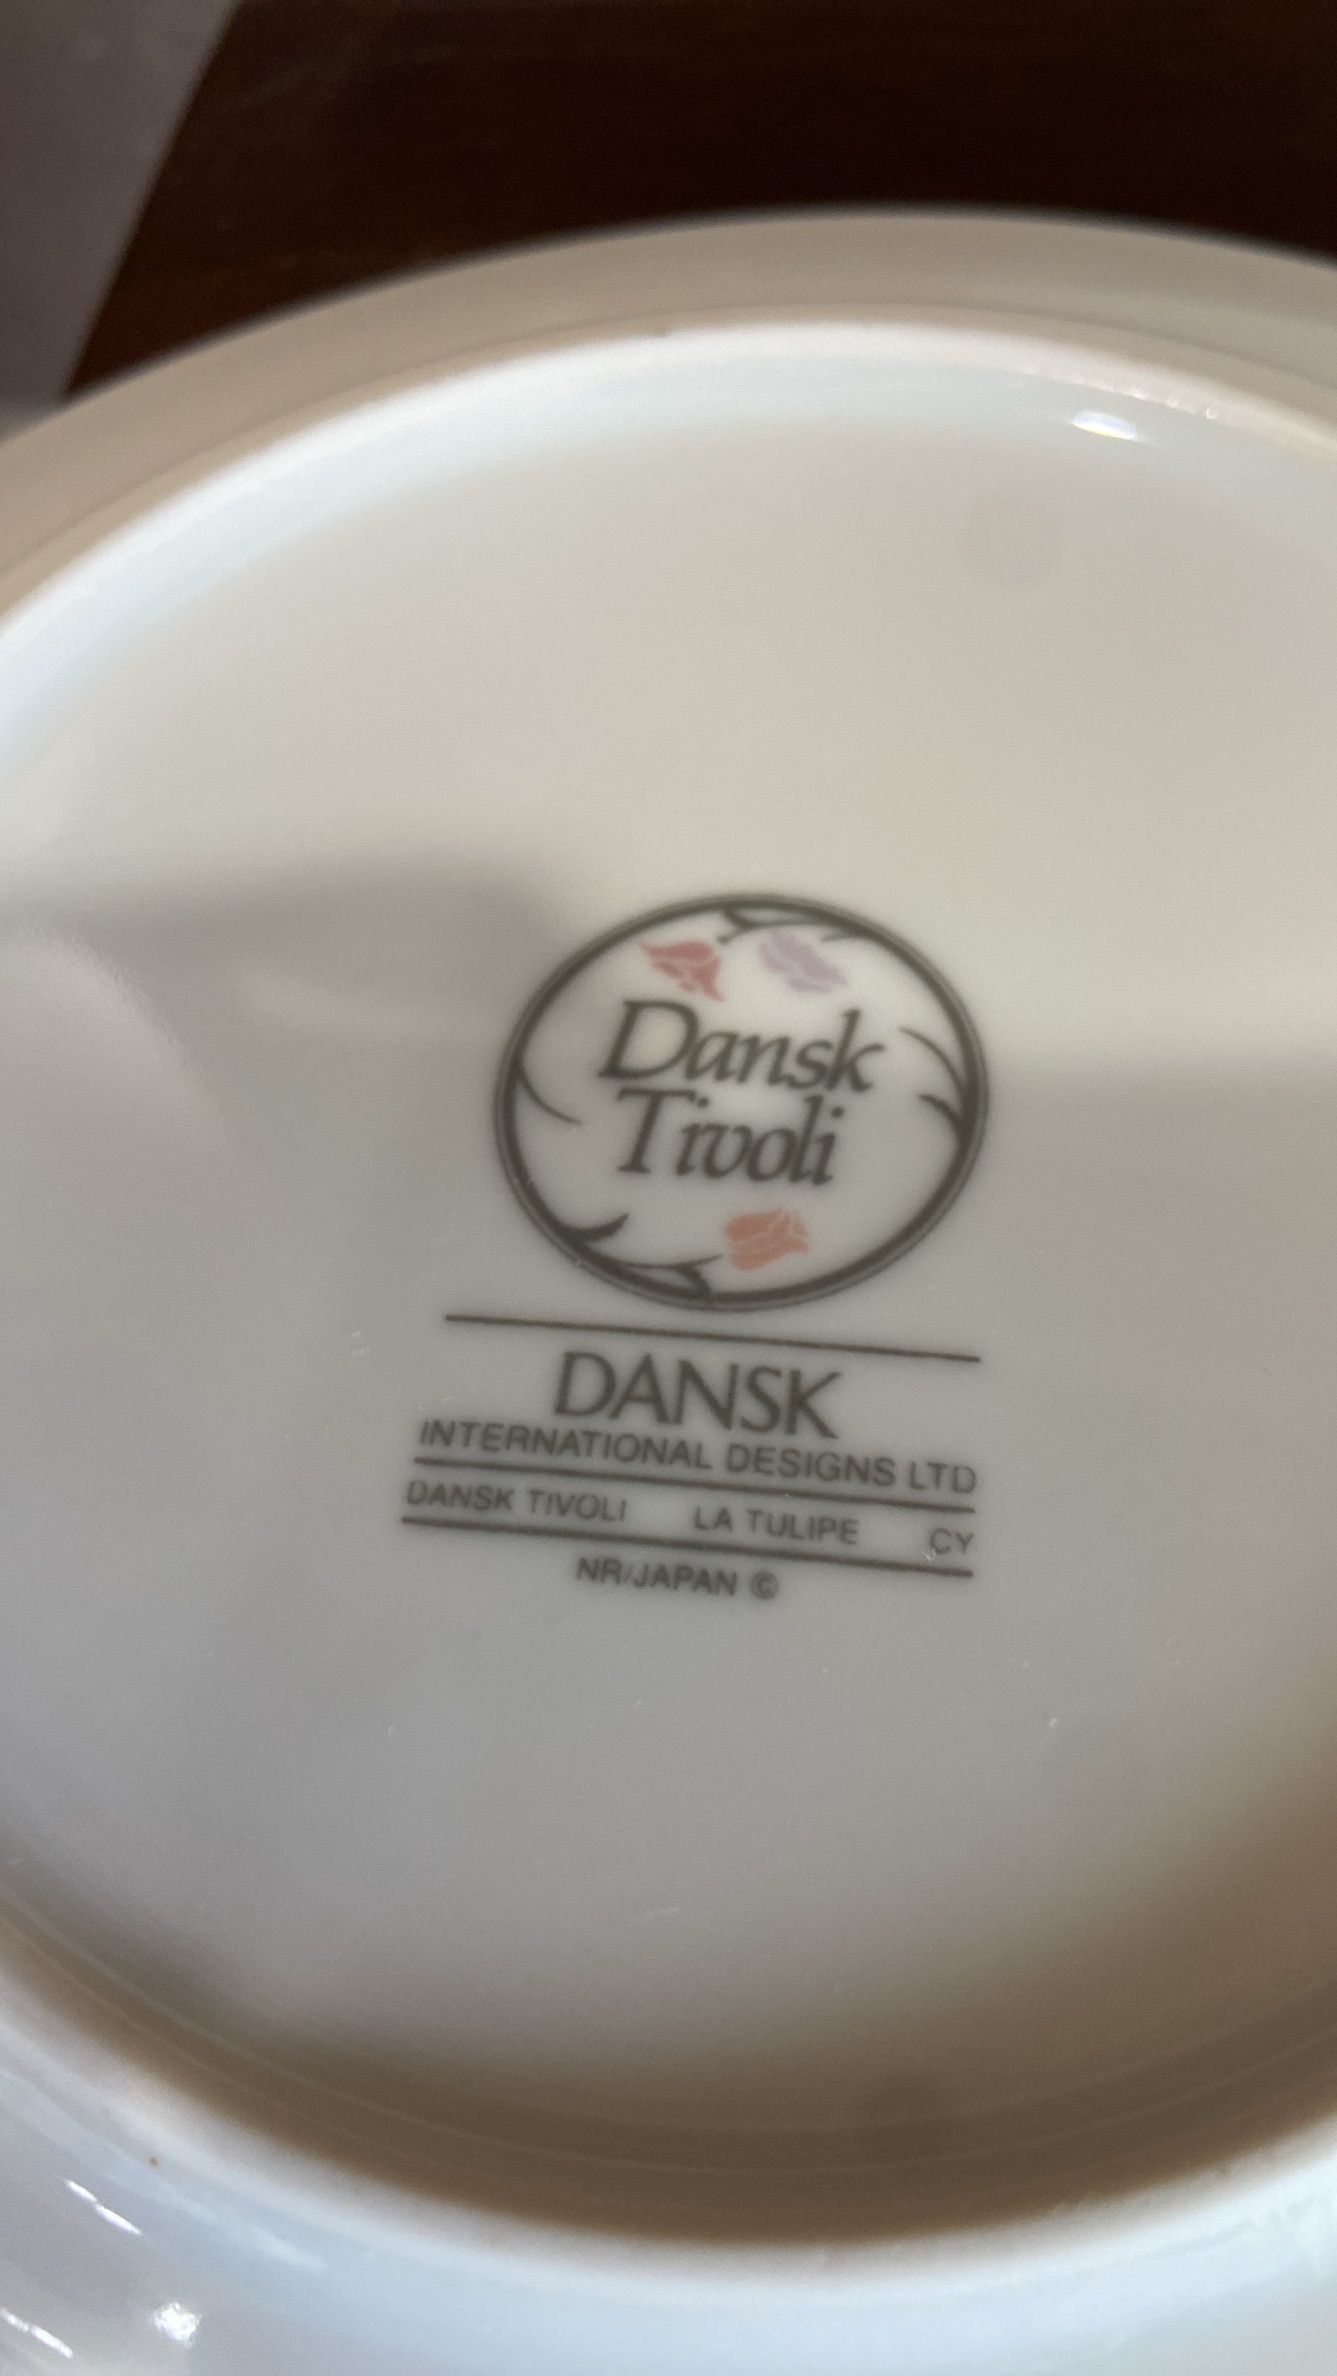 Dansk
Tivoli
DANSK
INTERNATIONAL DESIGNS LTD
DANSK TIVOLI LA TULIPE CY
NR/JAPAN ©